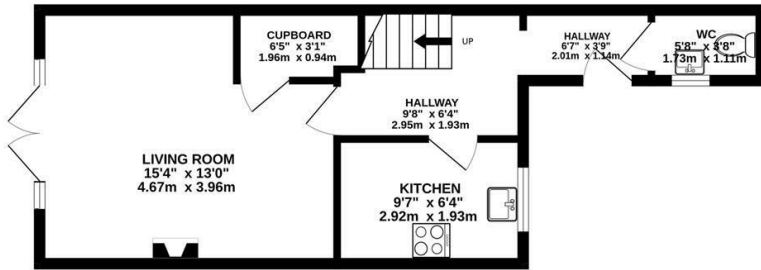 CUPBOARD
6'5" x 3'1"
1.96m x 0.94m
UP
HALLWAY
6'7" x 3'9"
2.01m x 1.14m
WC
5'8" x 3'8"
1.73m x 1.11m
HALLWAY
9'8" x 6'4"
2.95m x 1.93m
LIVING ROOM
15'4" x 13'0"
4.67m x 3.96m
KITCHEN
9'7" x 6'4"
2.92m x 1.93m